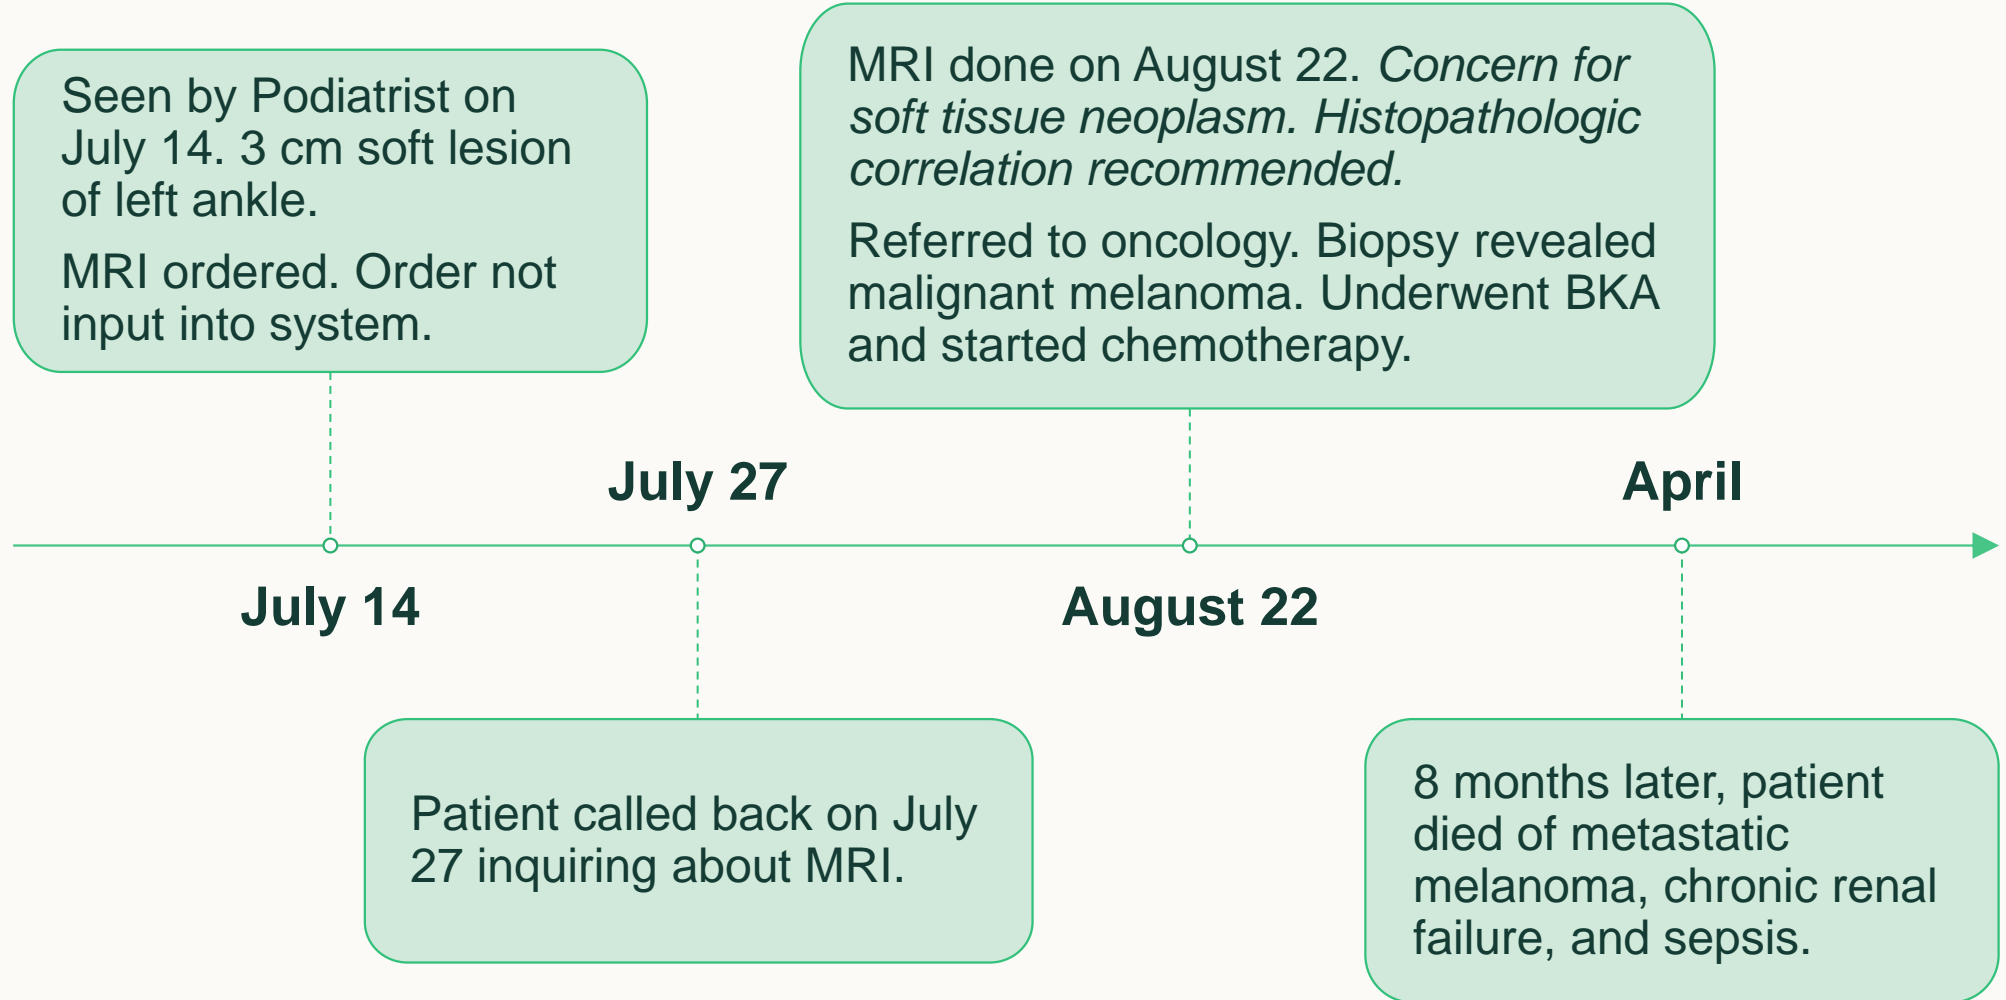 Seen by Podiatrist on
July 14. 3 cm soft lesion
of left ankle.
MRI ordered. Order not
input into system.
MRI done on August 22. Concern for
soft tissue neoplasm. Histopathologic
correlation recommended.
Referred to oncology. Biopsy revealed
malignant melanoma. Underwent BKA
and started chemotherapy.
July 27
April
July 14
August 22
Patient called back on July
27 inquiring about MRI.
8 months later, patient
died of metastatic
melanoma, chronic renal
failure, and sepsis.